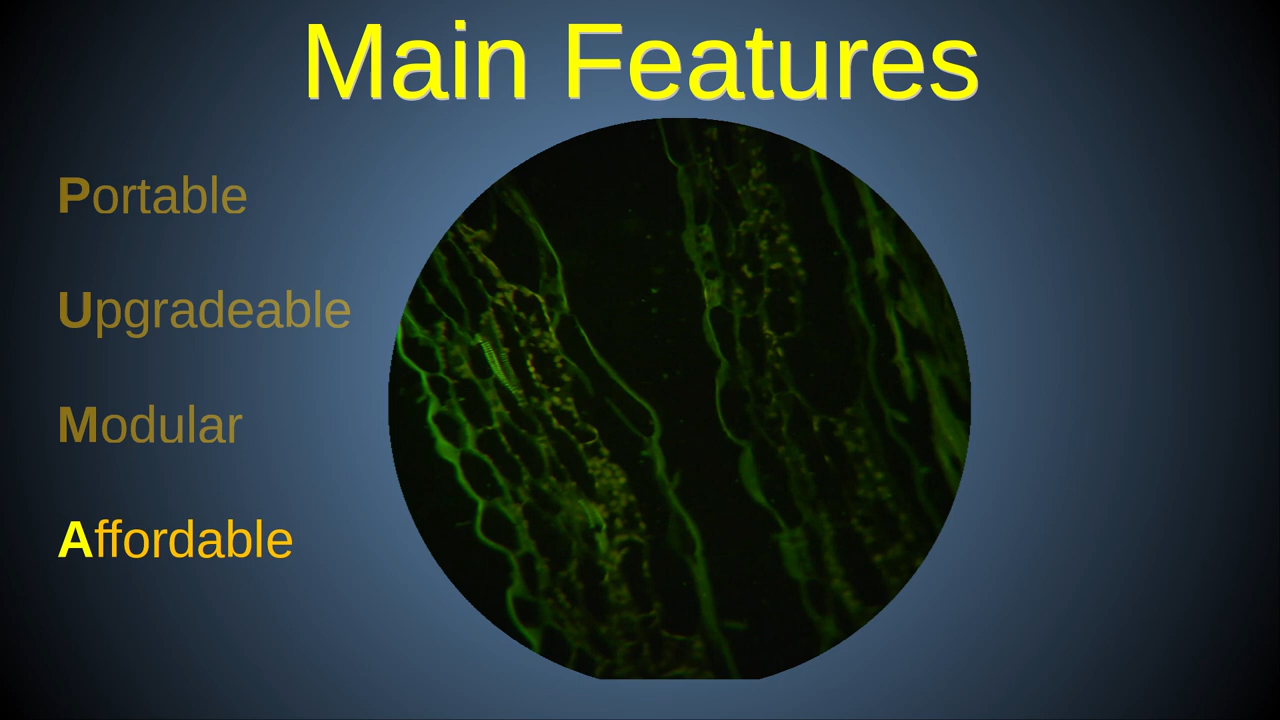 Main Features
Portable
Upgradeable
Modular
Affordable